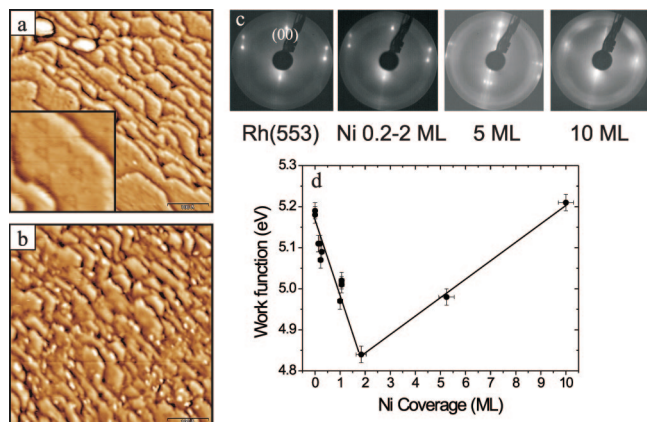 a
b
c
(00)
Rh(553) Ni 0.2-2 ML 5 ML 10 ML
d
Work function (eV)
5.3
5.2
5.1
5.0
4.9
4.8
0 1 2 3 4 5 6 7 8 9 10
Ni Coverage (ML)